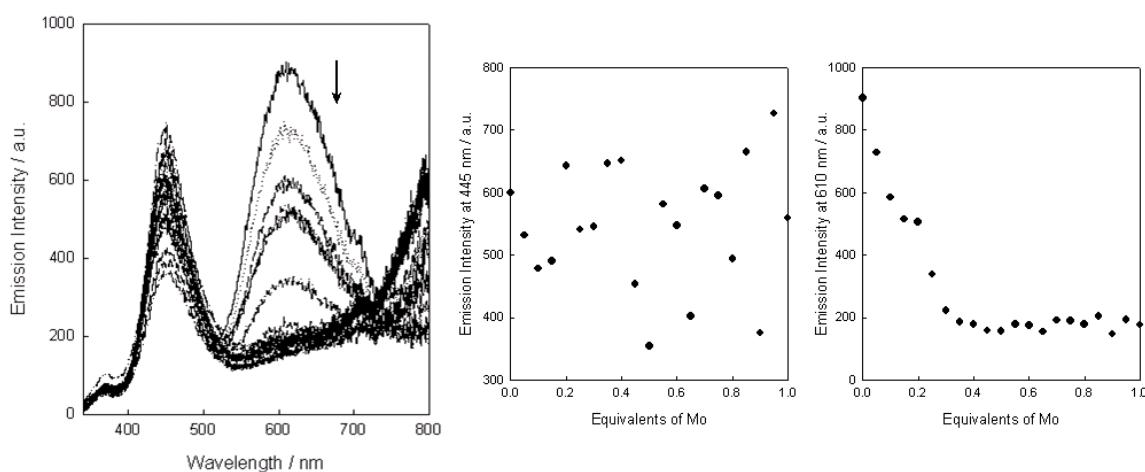 1000
800
600
400
200
0
Emission Intensity / a.u.
400 500 600 700 800
Wavelength / nm
800
700
600
500
400
300
Emission Intensity at 445 nm / a.u.
0.0 0.2 0.4 0.6 0.8 1.0
Equivalents of Mo
1000
800
600
400
200
0
Emission Intensity at 610 nm / a.u.
0.0 0.2 0.4 0.6 0.8 1.0
Equivalents of Mo